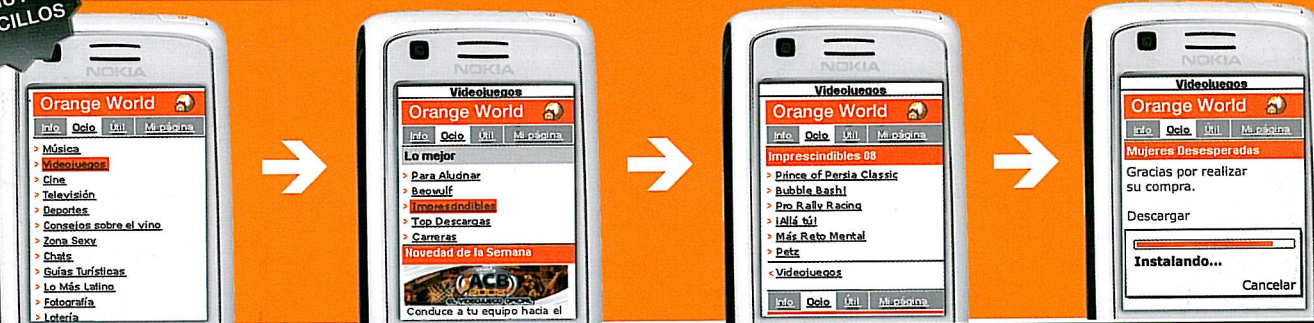 CILLOS
NOKIA
Orange World
Info Ocio Útil Mi página
> Música
> Videojuegos
> Cine
> Televisión
> Deportes
> Consejos sobre el vino
> Zona Sexy
> Chats
> Guías Turísticas
> Lo Más Latino
> Fotografía
> Lotería
NOKIA
Videojuegos
Orange World
Info Ocio Útil Mi página
Lo mejor
> Para Alucinar
> Beowulf
> Imprescindibles
> Top Descargas
> Carreras
Novedad de la Semana
ACB
2008
EL VIDEOJUEGO OFICIAL
Conduce a tu equipo hacia el
NOKIA
Videojuegos
Orange World
Info Ocio Útil Mi página
Imprescindibles 08
> Prince of Persia Classic
> Bubble Bash!
> Pro Rally Racing
> ¡Allá tú!
> Más Reto Mental
> Petz
< Videojuegos
Info Ocio Útil Mi página
NOKIA
Videojuegos
Orange World
Info Ocio Útil Mi página
Mujeres Desesperadas
Gracias por realizar
su compra.
Descargar
Instalando...
Cancelar